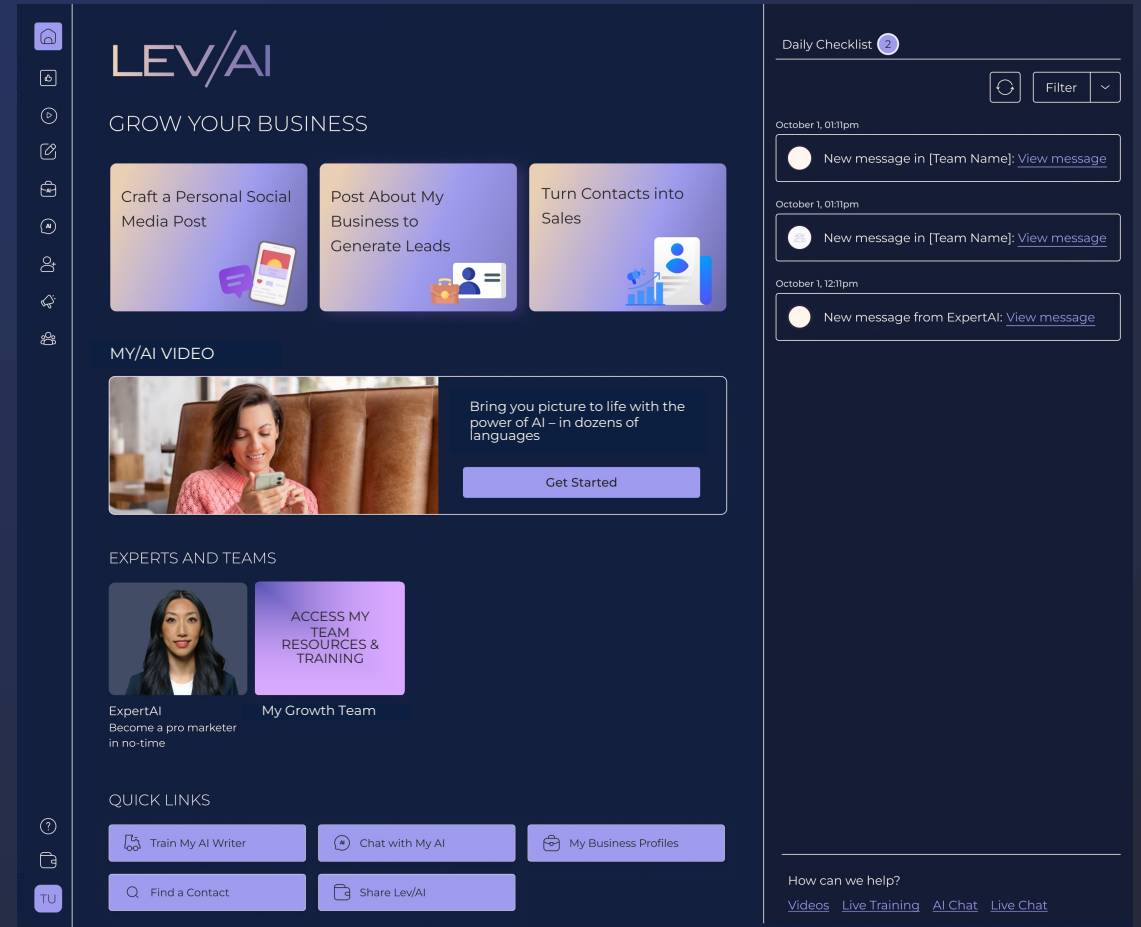 LEV/AI
GROW YOUR BUSINESS
Craft a Personal Social
Media Post
Post About My
Business to
Generate Leads
Turn Contacts into
Sales
MY/AI VIDEO
Bring you picture to life with the
power of AI – in dozens of
languages
Get Started
EXPERTS AND TEAMS
ACCESS MY
TEAM
RESOURCES &
TRAINING
ExpertAI
Become a pro marketer
in no-time
My Growth Team
QUICK LINKS
Train My AI Writer
AI
Chat with My AI
My Business Profiles
Find a Contact
Share Lev/AI
AI
AI
?
TU
Daily Checklist 2
Filter
October 1, 01:11pm
New message in [Team Name]: View message
October 1, 01:11pm
New message in [Team Name]: View message
October 1, 12:11pm
New message from ExpertAI: View message
How can we help?
Videos Live Training AI Chat Live Chat